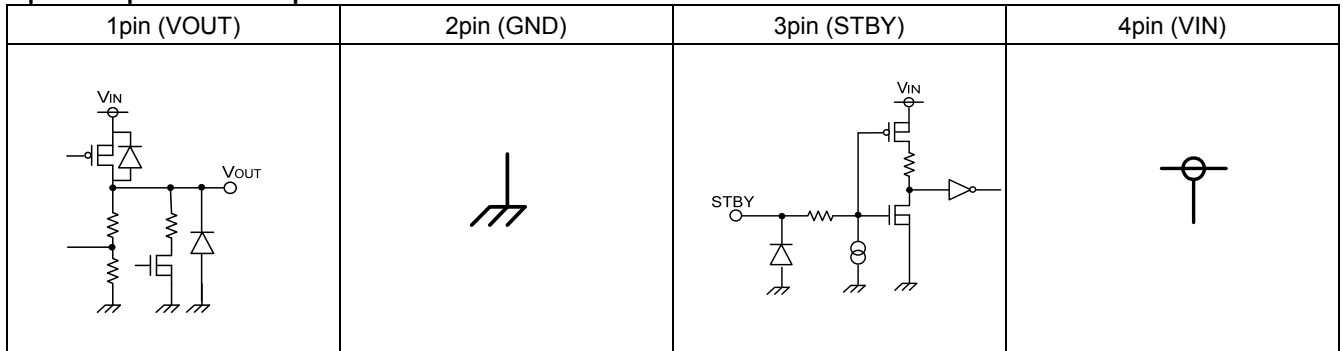 1pin (VOUT) 2pin (GND) 3pin (STBY) 4pin (VIN)
VIN
VOUT
VIN
STBY